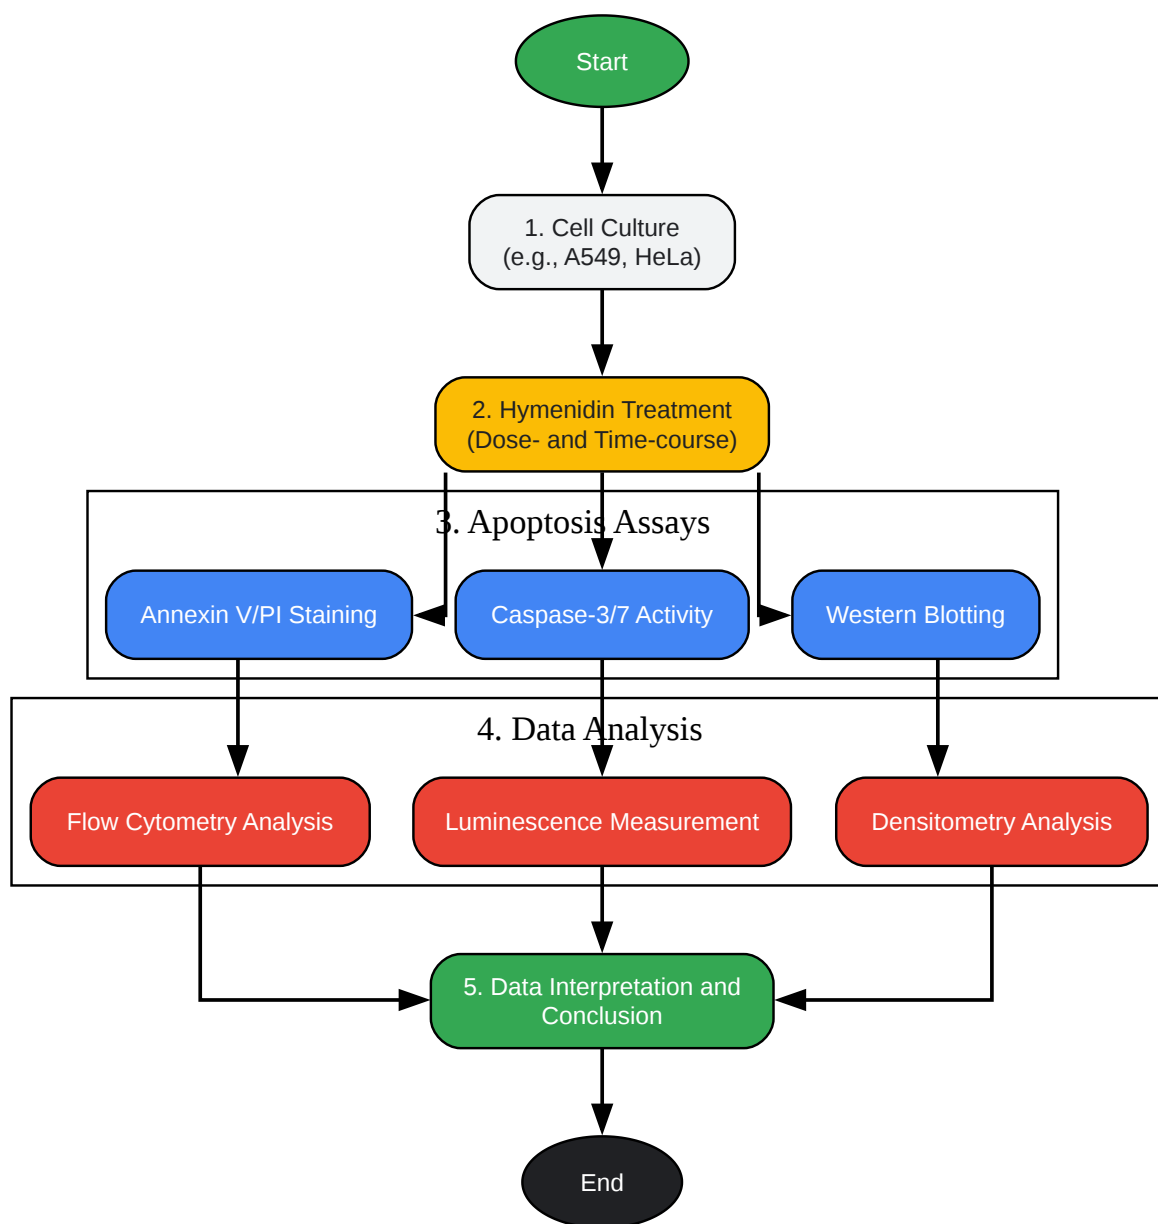 Start
1. Cell Culture
(e.g., A549, HeLa)
2. Hymenidin Treatment
(Dose- and Time-course)
3. Apoptosis Assays
Annexin V/PI Staining
Caspase-3/7 Activity
Western Blotting
4. Data Analysis
Flow Cytometry Analysis
Luminescence Measurement
Densitometry Analysis
5. Data Interpretation and
Conclusion
End